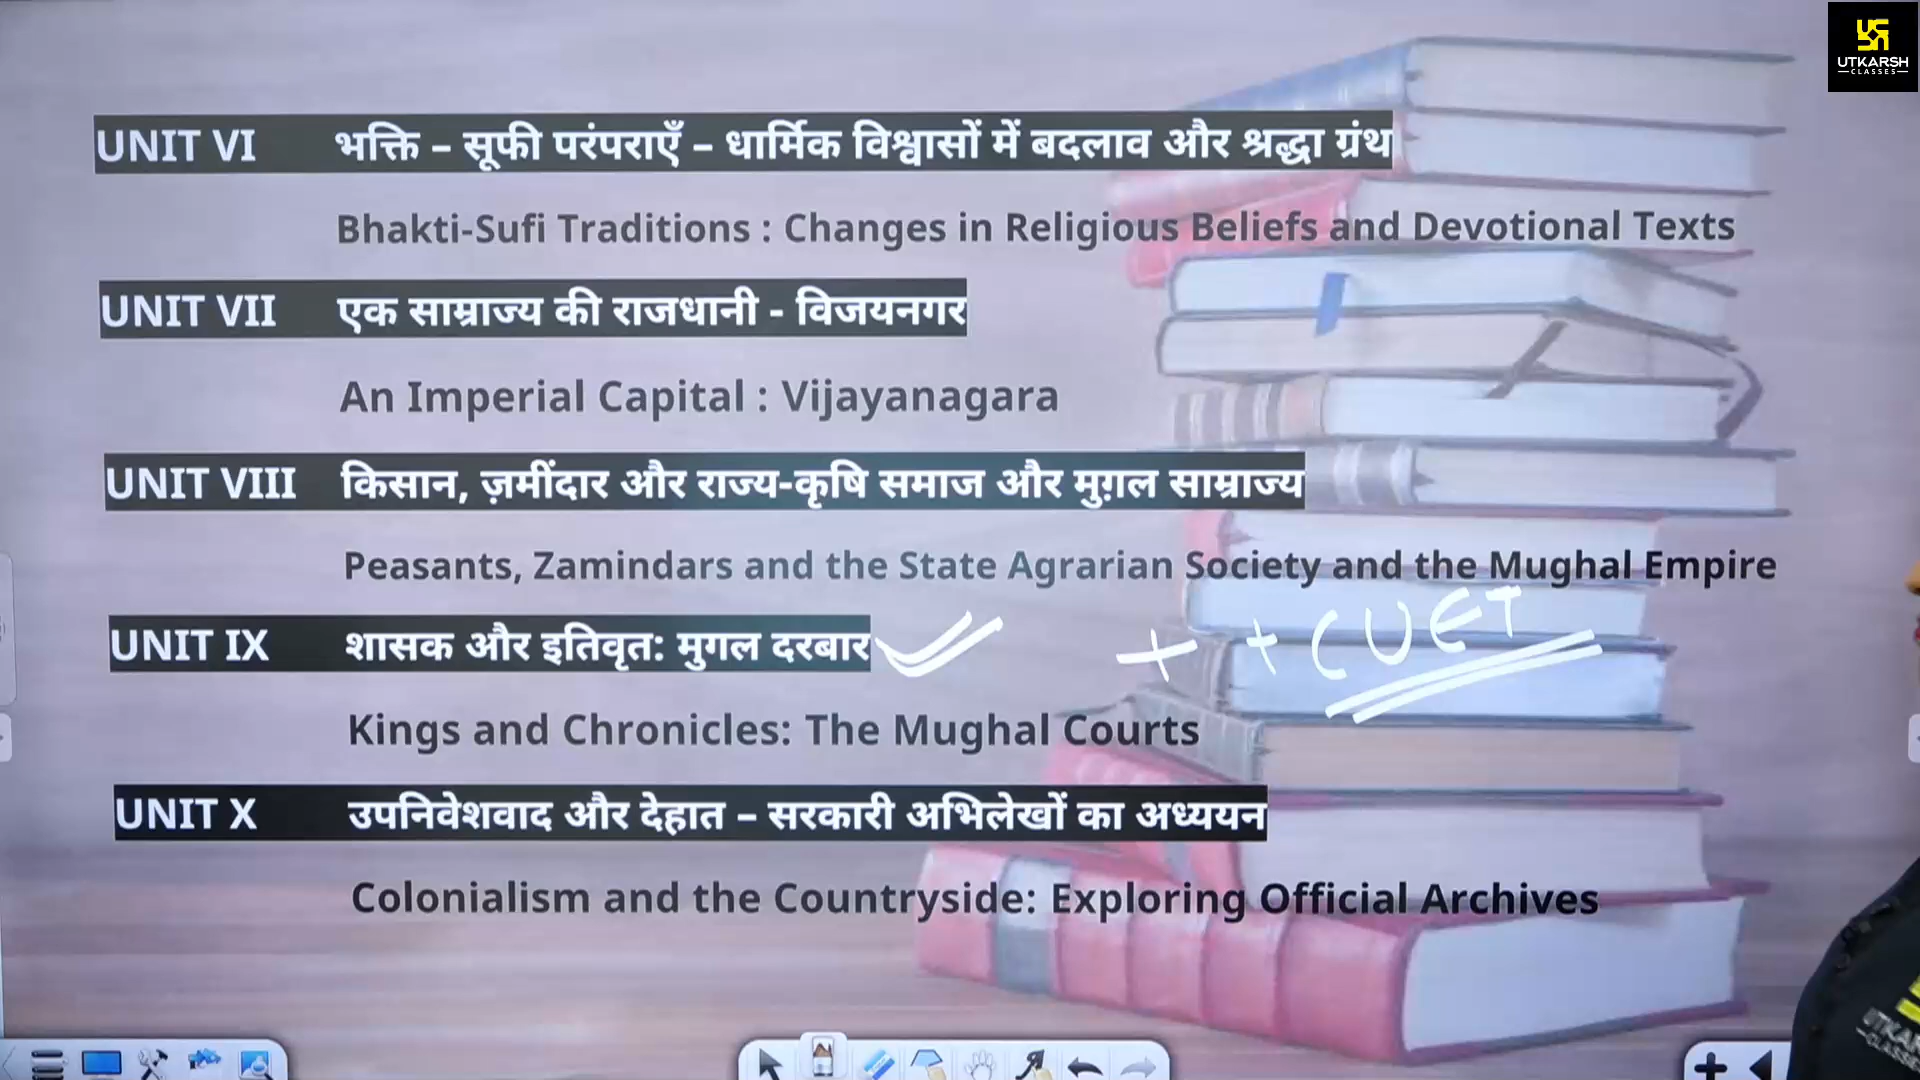 UTKARSH
CLASSES
UNIT VI भक्ति – सूफी परंपराएँ – धार्मिक विश्वासों में बदलाव और श्रद्धा ग्रंथ
Bhakti-Sufi Traditions : Changes in Religious Beliefs and Devotional Texts
UNIT VII एक साम्राज्य की राजधानी - विजयनगर
An Imperial Capital : Vijayanagara
UNIT VIII किसान, ज़मींदार और राज्य-कृषि समाज और मुग़ल साम्राज्य
Peasants, Zamindars and the State Agrarian Society and the Mughal Empire
UNIT IX शासक और इतिवृत: मुगल दरबार
+ + CUET
Kings and Chronicles: The Mughal Courts
UNIT X उपनिवेशवाद और देहात – सरकारी अभिलेखों का अध्ययन
Colonialism and the Countryside: Exploring Official Archives